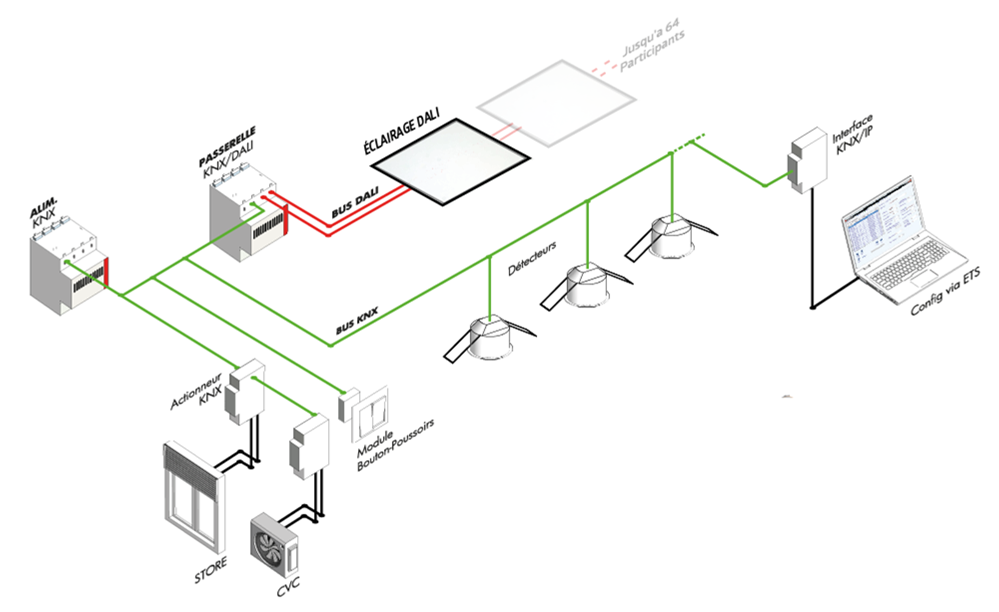 Jusqu'a 64
Participants
ÉCLAIRAGE DALI
Interface
KNX/IP
PASSERELLE
KNX/DALI
ALIM-
KNX
BUS DALI
Détecteurs
Config via ETS
BUS KNX
Actionneur
KNX
Module
Bouton-Poussoirs
STORE
CVC